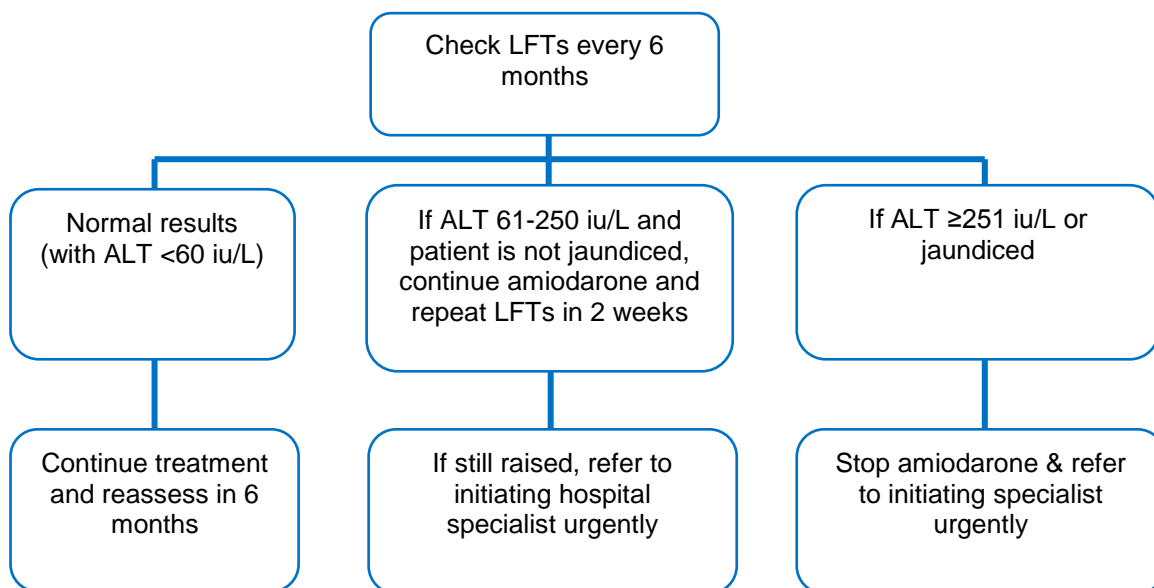 Check LFTs every 6
months
Normal results
(with ALT <60 iu/L)
If ALT 61-250 iu/L and
patient is not jaundiced,
continue amiodarone and
repeat LFTs in 2 weeks
If ALT ≥251 iu/L or
jaundiced
Continue treatment
and reassess in 6
months
If still raised, refer to
initiating hospital
specialist urgently
Stop amiodarone & refer
to initiating specialist
urgently